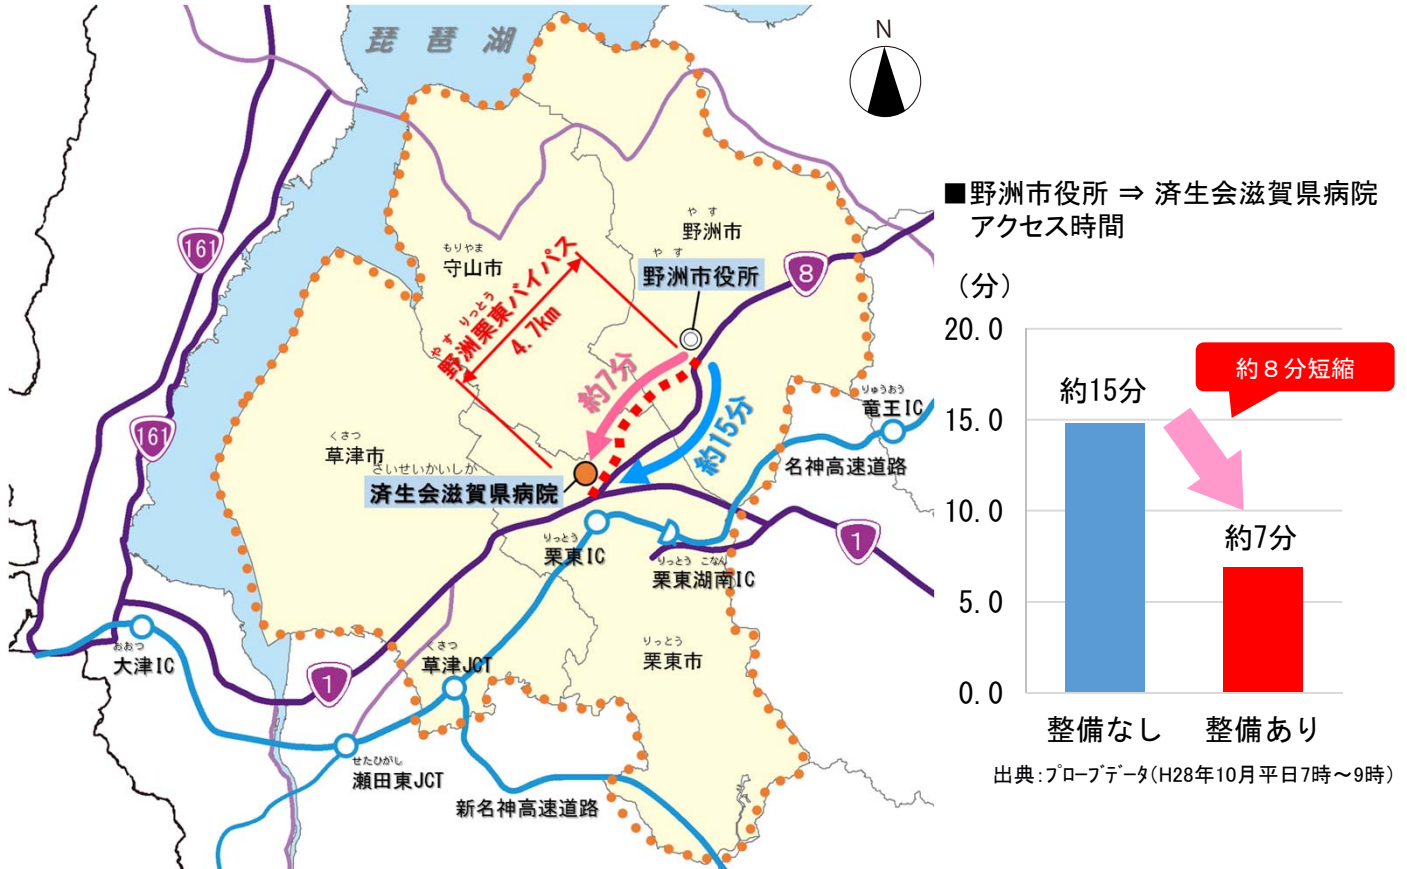 琵琶湖
N
161
161
もりやま
守山市
やす
野洲市
やす
野洲市役所
8
やす りっとう
野洲栗東バイパス
4.7km
約7分
約15分
りゅうおう
竜王IC
名神高速道路
くさつ
草津市
さいせいかいしが
済生会滋賀県病院
りっとう
栗東IC
りっとう こなん
栗東湖南IC
1
りっとう
栗東市
おおつ
大津IC
1
くさつ
草津JCT
せたひがし
瀬田東JCT
新名神高速道路
■野洲市役所 ⇒ 済生会滋賀県病院
アクセス時間
(分)
20.0
15.0
10.0
5.0
0.0
約15分
約8分短縮
約7分
整備なし
整備あり
出典:プローブデータ(H28年10月平日7時～9時)